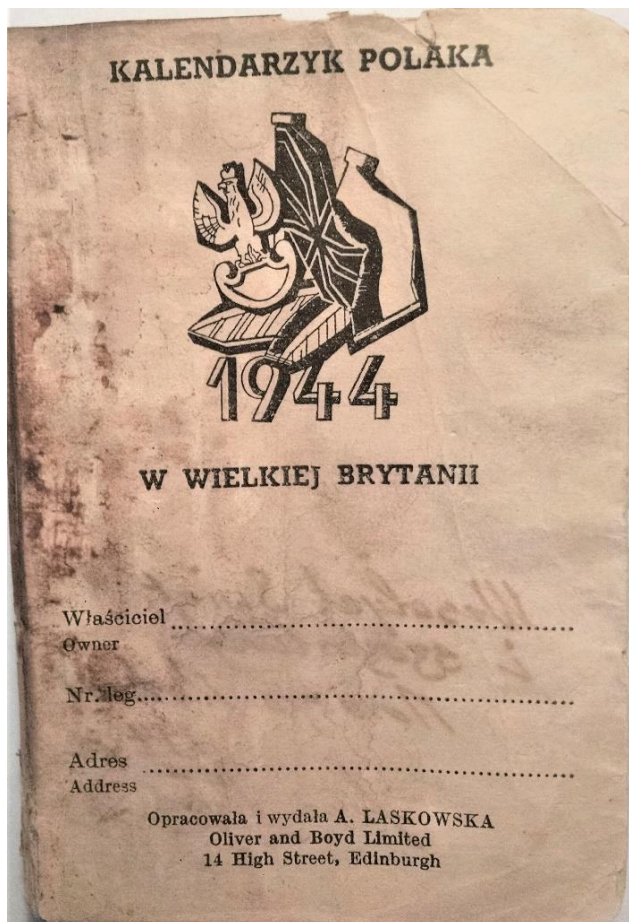 KALENDARZYK POLAKA
1944
W WIELKIEJ BRYTANII
Właściciel
Owner
Nr. leg.
Adres
Address
Opracowała i wydała A. LASKOWSKA
Oliver and Boyd Limited
14 High Street, Edinburgh